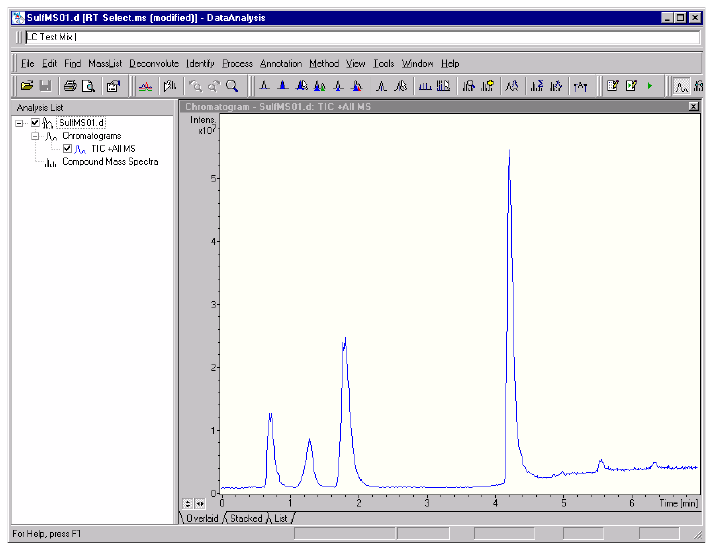 SulfMS01.d [RT Select.ms (modified)] - DataAnalysis
LC Test Mix
File Edit Find MassList Deconvolute Identify Process Annotation Method View Tools Window Help
Analysis List
SulfMS01.d
Chromatograms
TIC +All MS
Compound Mass Spectra
Chromatogram - SulfMS01.d: TIC +All MS
Intens.
x10^7
5
4
3
2
1
0
0 1 2 3 4 5 6 Time [min]
Overlaid Stacked List
For Help, press F1